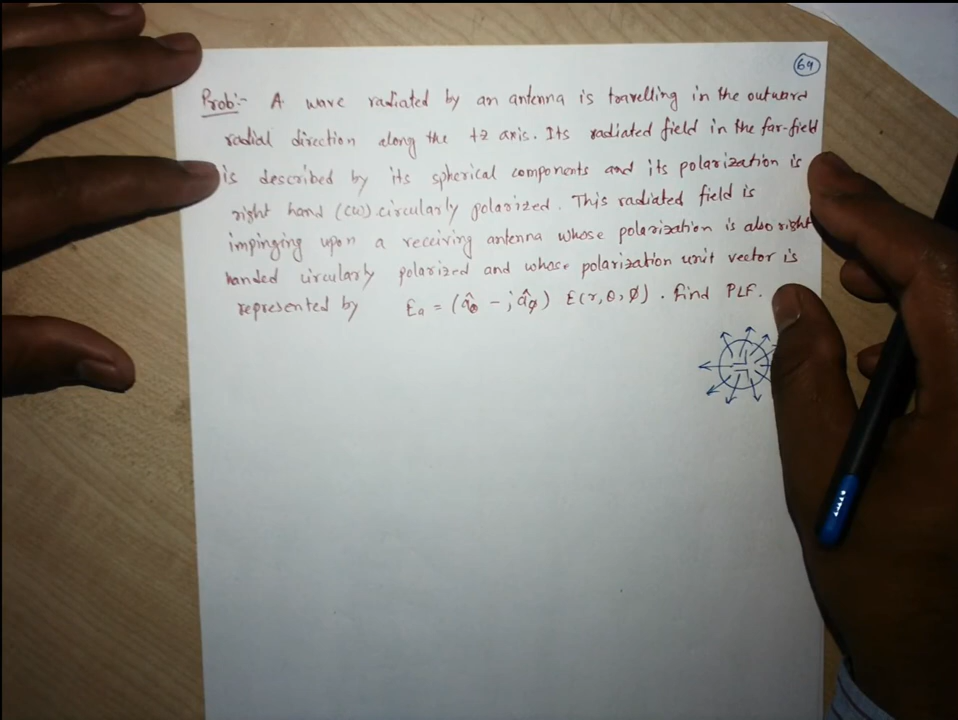 69
Prob:- A wave radiated by an antenna is travelling in the outward
radial direction along the +z axis. Its radiated field in the far-field
is described by its spherical components and its polarization is
right hand (CW) circularly polarized. This radiated field is
impinging upon a receiving antenna whose polarization is also right
handed circularly polarized and whose polarization unit vector is
represented by Ea = (âθ - jâφ) E(r, θ, φ). Find PLF.